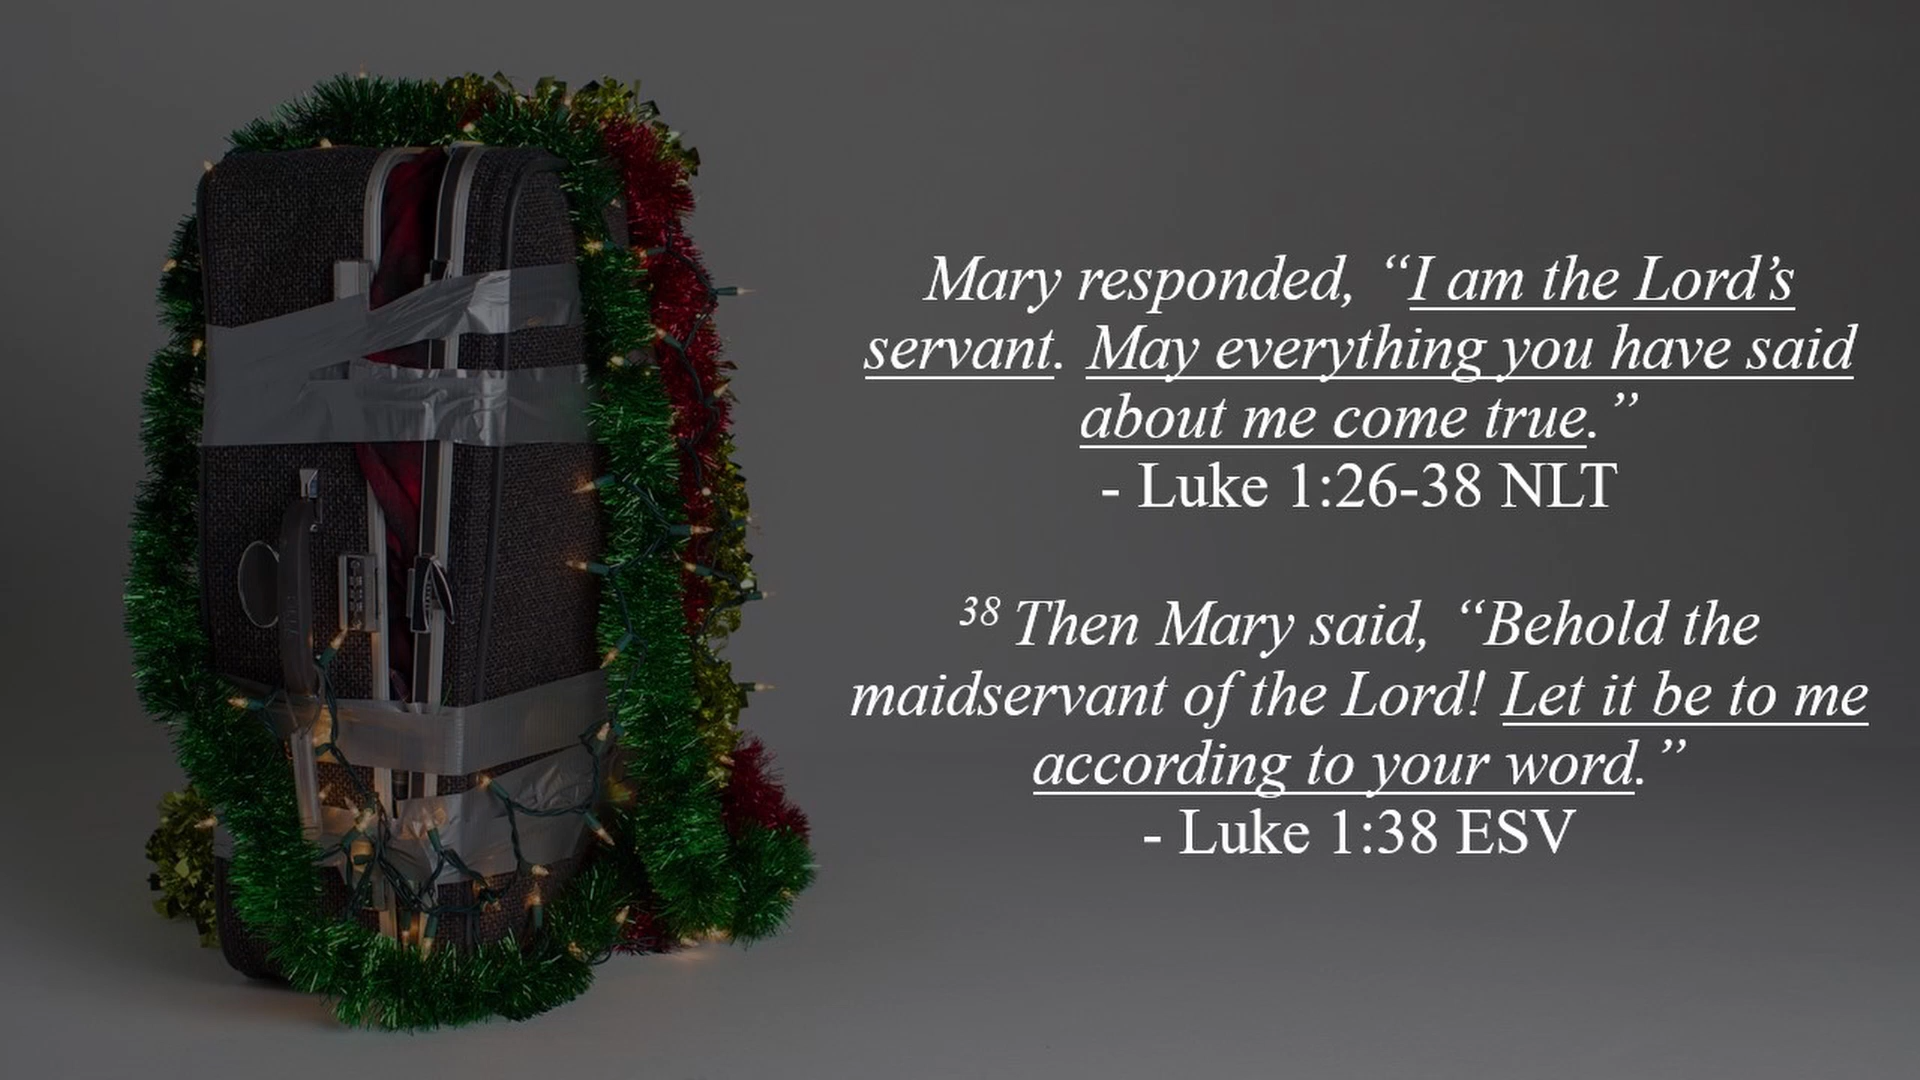 Mary responded, “I am the Lord’s
servant. May everything you have said
about me come true.”
- Luke 1:26-38 NLT
38 Then Mary said, “Behold the
maidservant of the Lord! Let it be to me
according to your word.”
- Luke 1:38 ESV